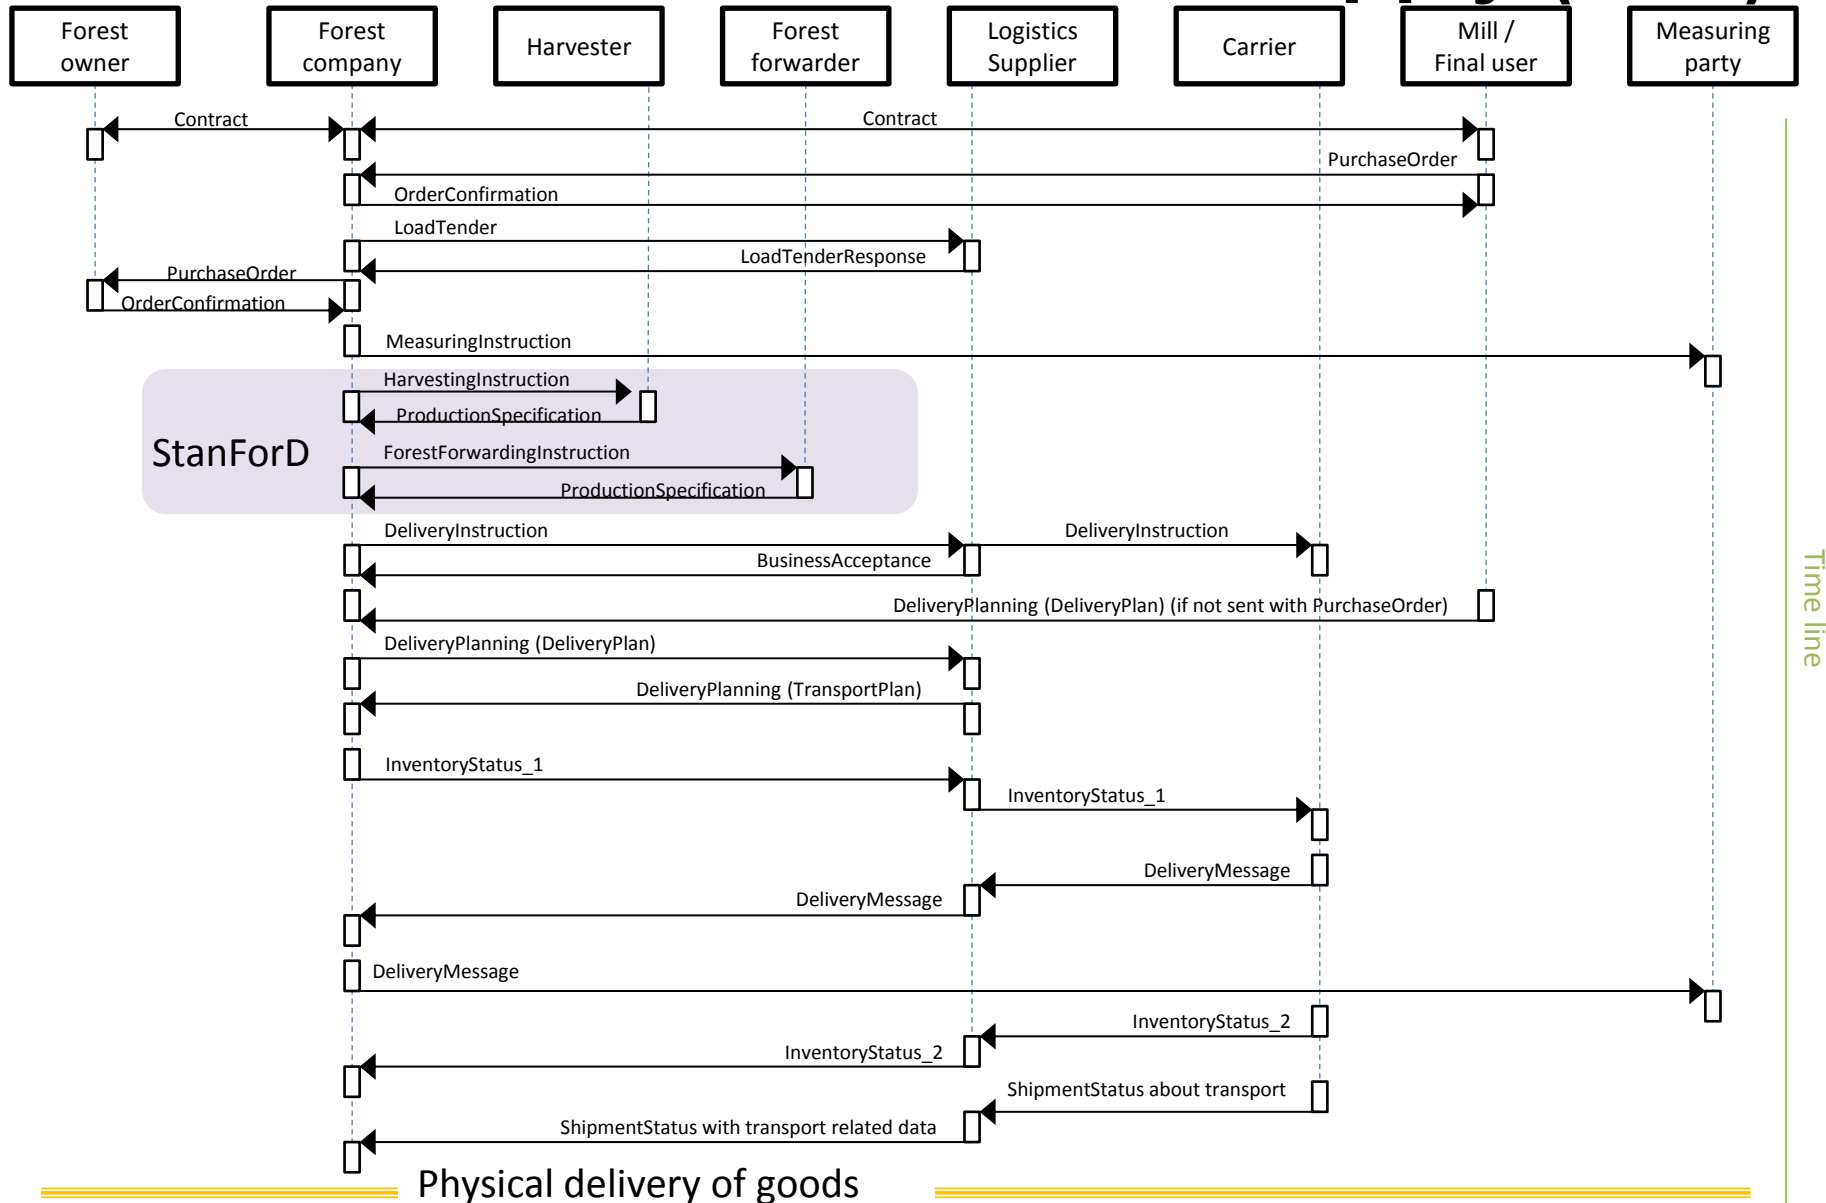 Forest
owner
Forest
company
Harvester
Forest
forwarder
Logistics
Supplier
Carrier
Mill /
Final user
Measuring
party
Contract
Contract
PurchaseOrder
OrderConfirmation
LoadTender
LoadTenderResponse
PurchaseOrder
OrderConfirmation
MeasuringInstruction
HarvestingInstruction
ProductionSpecification
StanForD
ForestForwardingInstruction
ProductionSpecification
DeliveryInstruction
DeliveryInstruction
BusinessAcceptance
DeliveryPlanning (DeliveryPlan) (if not sent with PurchaseOrder)
DeliveryPlanning (DeliveryPlan)
DeliveryPlanning (TransportPlan)
InventoryStatus_1
InventoryStatus_1
DeliveryMessage
DeliveryMessage
DeliveryMessage
InventoryStatus_2
InventoryStatus_2
ShipmentStatus about transport
ShipmentStatus with transport related data
Physical delivery of goods
Time line